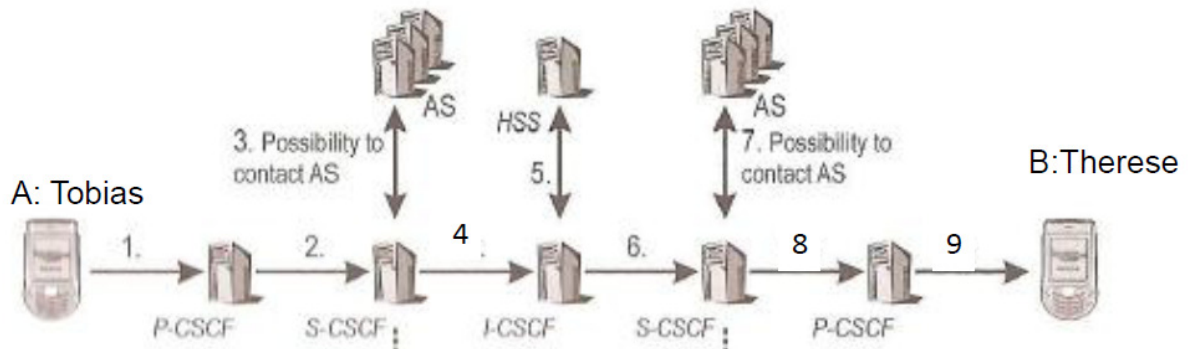 AS
HSS
AS
3. Possibility to
contact AS
5.
7. Possibility to
contact AS
A: Tobias
B:Therese
1.
2.
4 .
6.
8
9
P-CSCF
S-CSCF
I-CSCF
S-CSCF
P-CSCF